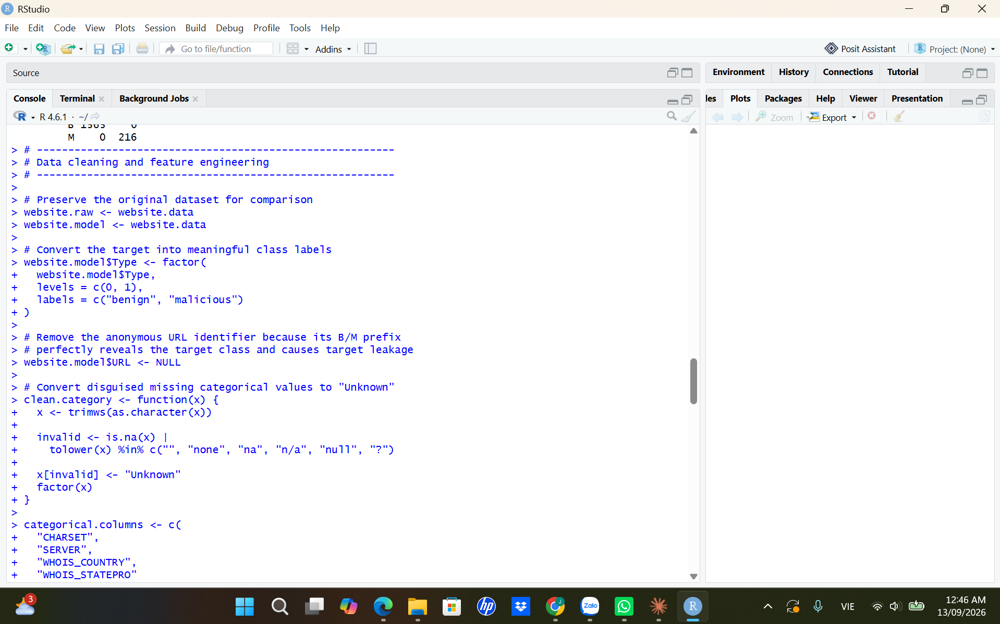 RStudio
File Edit Code View Plots Session Build Debug Profile Tools Help
Go to file/function
Addins
Posit Assistant
Project: (None)
Source
Environment History Connections Tutorial
Console Terminal Background Jobs
les Plots Packages Help Viewer Presentation
R 4.6.1 · ~/
Zoom Export
B 1565 0
M 0 216
> # ---------------------------------------------------------
> # Data cleaning and feature engineering
> # ---------------------------------------------------------
>
> # Preserve the original dataset for comparison
> website.raw <- website.data
> website.model <- website.data
>
> # Convert the target into meaningful class labels
> website.model$Type <- factor(
+   website.model$Type,
+   levels = c(0, 1),
+   labels = c("benign", "malicious")
+ )
>
> # Remove the anonymous URL identifier because its B/M prefix
> # perfectly reveals the target class and causes target leakage
> website.model$URL <- NULL
>
> # Convert disguised missing categorical values to "Unknown"
> clean.category <- function(x) {
+   x <- trimws(as.character(x))
+
+   invalid <- is.na(x) |
+     tolower(x) %in% c("", "none", "na", "n/a", "null", "?")
+
+   x[invalid] <- "Unknown"
+   factor(x)
+ }
>
> categorical.columns <- c(
+   "CHARSET",
+   "SERVER",
+   "WHOIS_COUNTRY",
+   "WHOIS_STATEPRO"
3
hp
J
Zalo
R
VIE
12:46 AM
13/09/2026